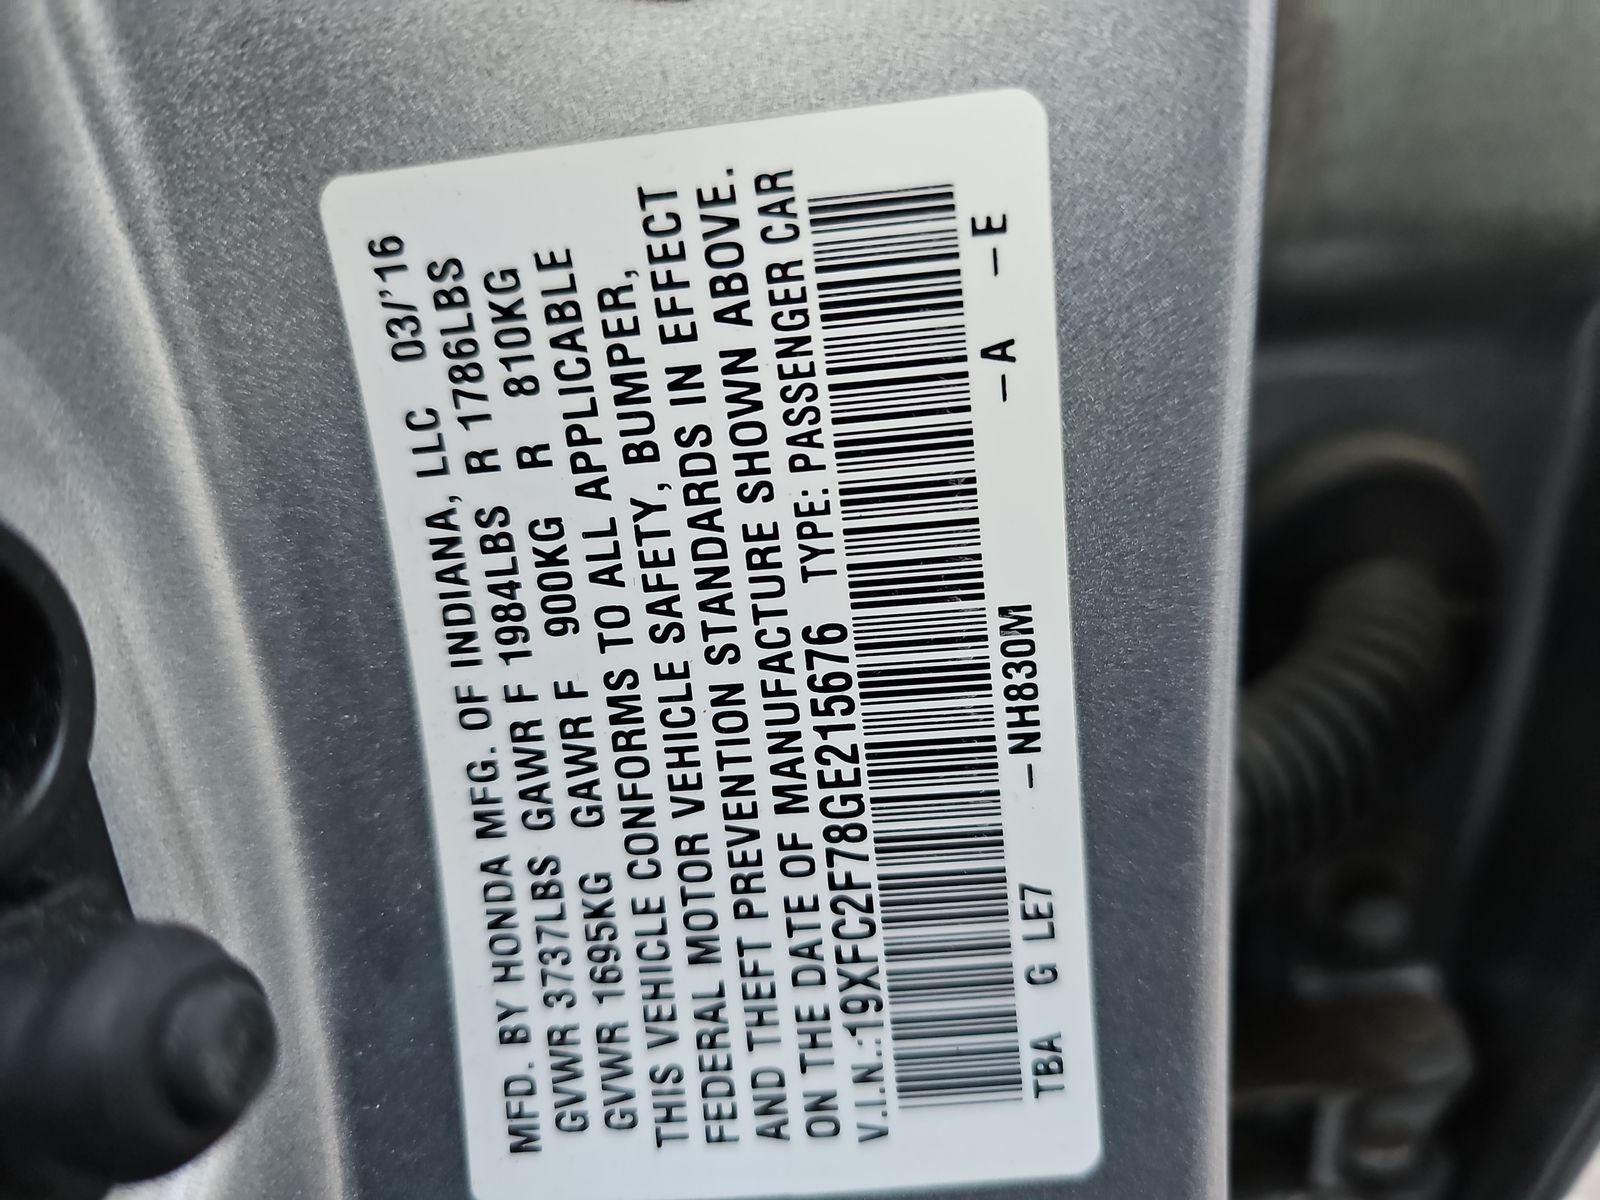 MFD. BY HONDA MFG. OF INDIANA, LLC 03/'16
GVWR 3737LBS GAWR F 1984LBS R 1786LBS
GVWR 1695KG GAWR F 900KG R 810KG
THIS VEHICLE CONFORMS TO ALL APPLICABLE
FEDERAL MOTOR VEHICLE SAFETY, BUMPER,
AND THEFT PREVENTION STANDARDS IN EFFECT
ON THE DATE OF MANUFACTURE SHOWN ABOVE.
V.I.N.:19XFC2F78GE215676 TYPE: PASSENGER CAR
TBA G LE7 -NH830M -A -E